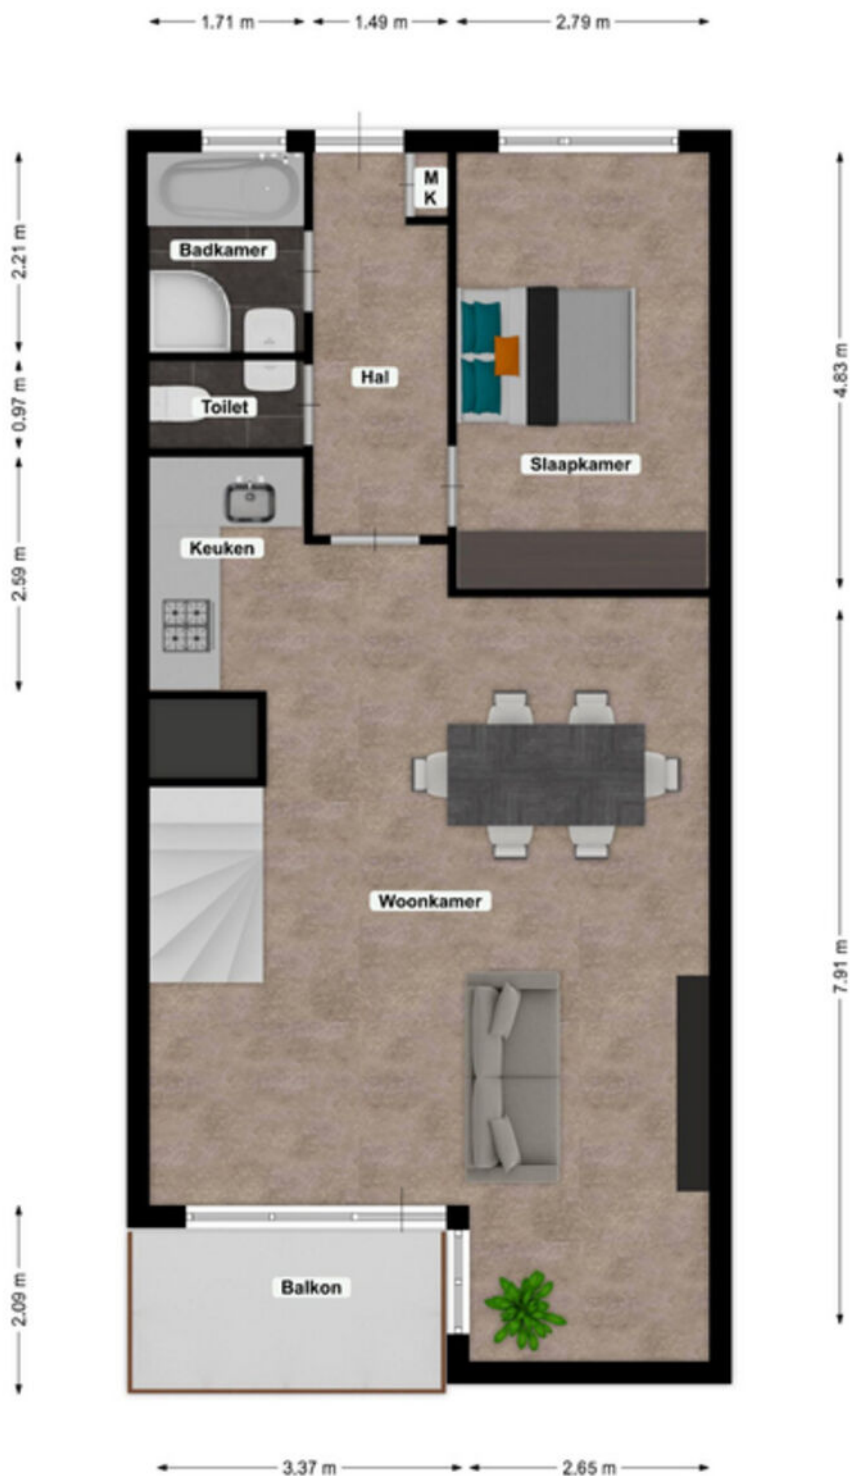 1.71 m
1.49 m
2.79 m
M
K
Badkamer
2.21 m
4.83 m
Hal
0.97 m
Toilet
Slaapkamer
Keuken
2.59 m
Woonkamer
7.91 m
Balkon
2.09 m
3.37 m
2.65 m